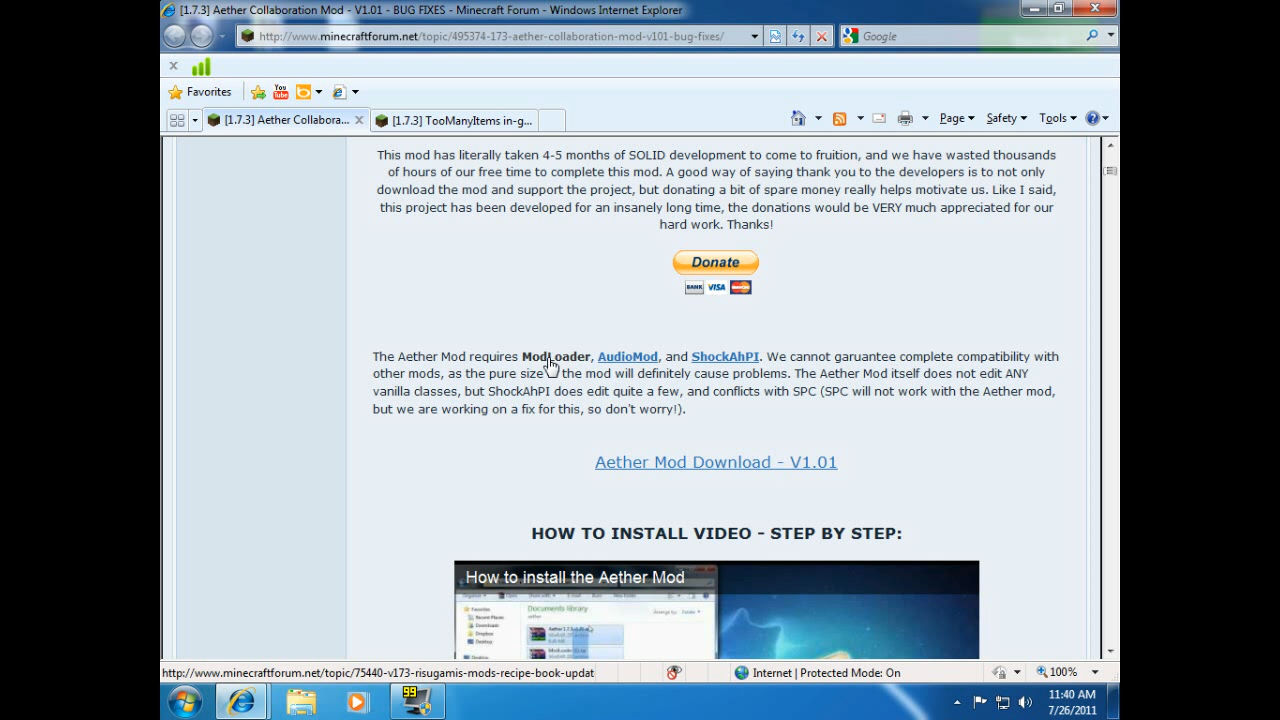 [1.7.3] Aether Collaboration Mod - V1.01 - BUG FIXES - Minecraft Forum - Windows Internet Explorer
http://www.minecraftforum.net/topic/495374-173-aether-collaboration-mod-v101-bug-fixes/
Google
Favorites
[1.7.3] Aether Collabora...
[1.7.3] TooManyItems in-g...
Page
Safety
Tools
This mod has literally taken 4-5 months of SOLID development to come to fruition, and we have wasted thousands
of hours of our free time to complete this mod. A good way of saying thank you to the developers is to not only
download the mod and support the project, but donating a bit of spare money really helps motivate us. Like I said,
this project has been developed for an insanely long time, the donations would be VERY much appreciated for our
hard work. Thanks!
Donate
BANK VISA
The Aether Mod requires ModLoader, AudioMod, and ShockAhPI. We cannot garuantee complete compatibility with
other mods, as the pure size of the mod will definitely cause problems. The Aether Mod itself does not edit ANY
vanilla classes, but ShockAhPI does edit quite a few, and conflicts with SPC (SPC will not work with the Aether mod,
but we are working on a fix for this, so don't worry!).
Aether Mod Download - V1.01
HOW TO INSTALL VIDEO - STEP BY STEP:
How to install the Aether Mod
Documents library
aether
Favorites
Recent Places
Downloads
Dropbox
Desktop
http://www.minecraftforum.net/topic/75440-v173-risugamis-mods-recipe-book-updat
Internet | Protected Mode: On
100%
99
11:40 AM
7/26/2011